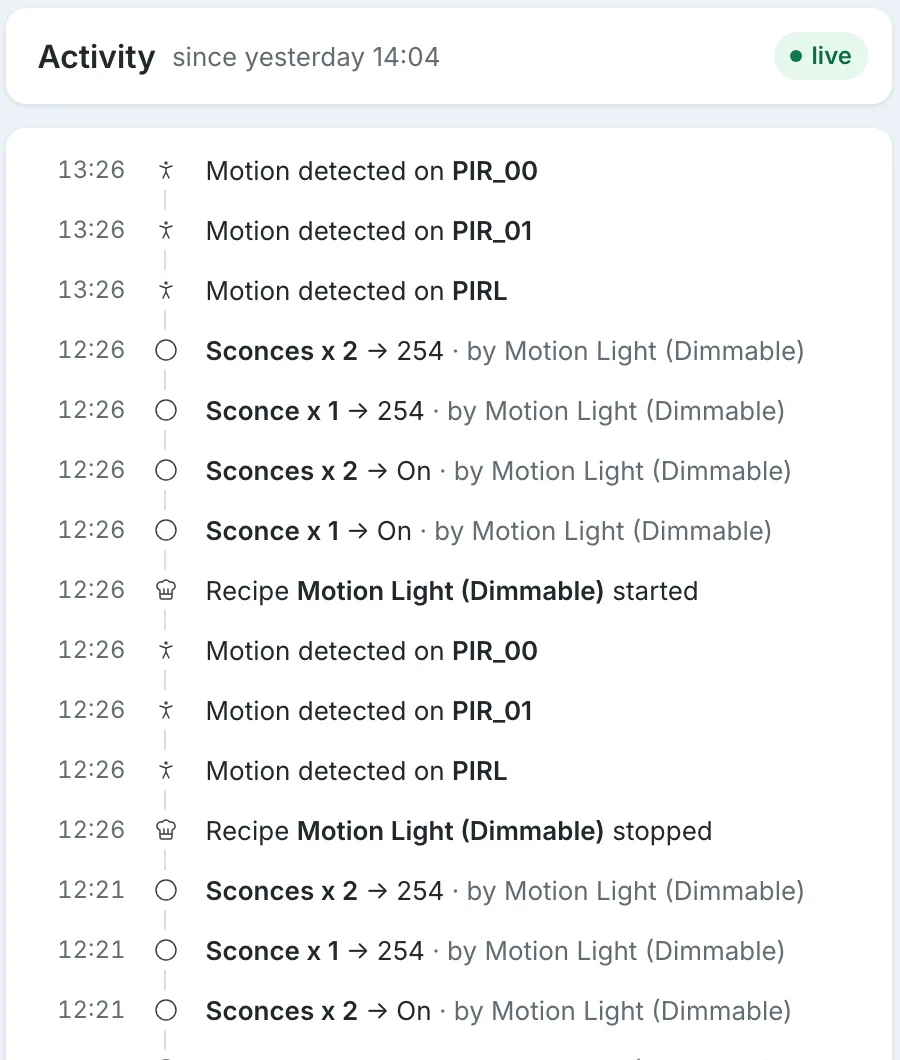 Activity since yesterday 14:04 live
13:26 Motion detected on PIR_00
13:26 Motion detected on PIR_01
13:26 Motion detected on PIRL
12:26 Sconces x 2 → 254 · by Motion Light (Dimmable)
12:26 Sconce x 1 → 254 · by Motion Light (Dimmable)
12:26 Sconces x 2 → On · by Motion Light (Dimmable)
12:26 Sconce x 1 → On · by Motion Light (Dimmable)
12:26 Recipe Motion Light (Dimmable) started
12:26 Motion detected on PIR_00
12:26 Motion detected on PIR_01
12:26 Motion detected on PIRL
12:26 Recipe Motion Light (Dimmable) stopped
12:21 Sconces x 2 → 254 · by Motion Light (Dimmable)
12:21 Sconce x 1 → 254 · by Motion Light (Dimmable)
12:21 Sconces x 2 → On · by Motion Light (Dimmable)